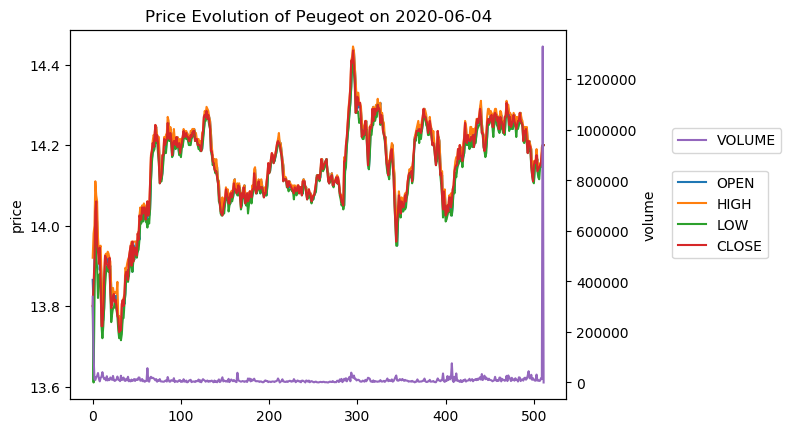 Price Evolution of Peugeot on 2020-06-04
price
14.4
14.2
14.0
13.8
13.6
0
100
200
300
400
500
1200000
1000000
800000
600000
400000
200000
0
volume
VOLUME
OPEN
HIGH
LOW
CLOSE